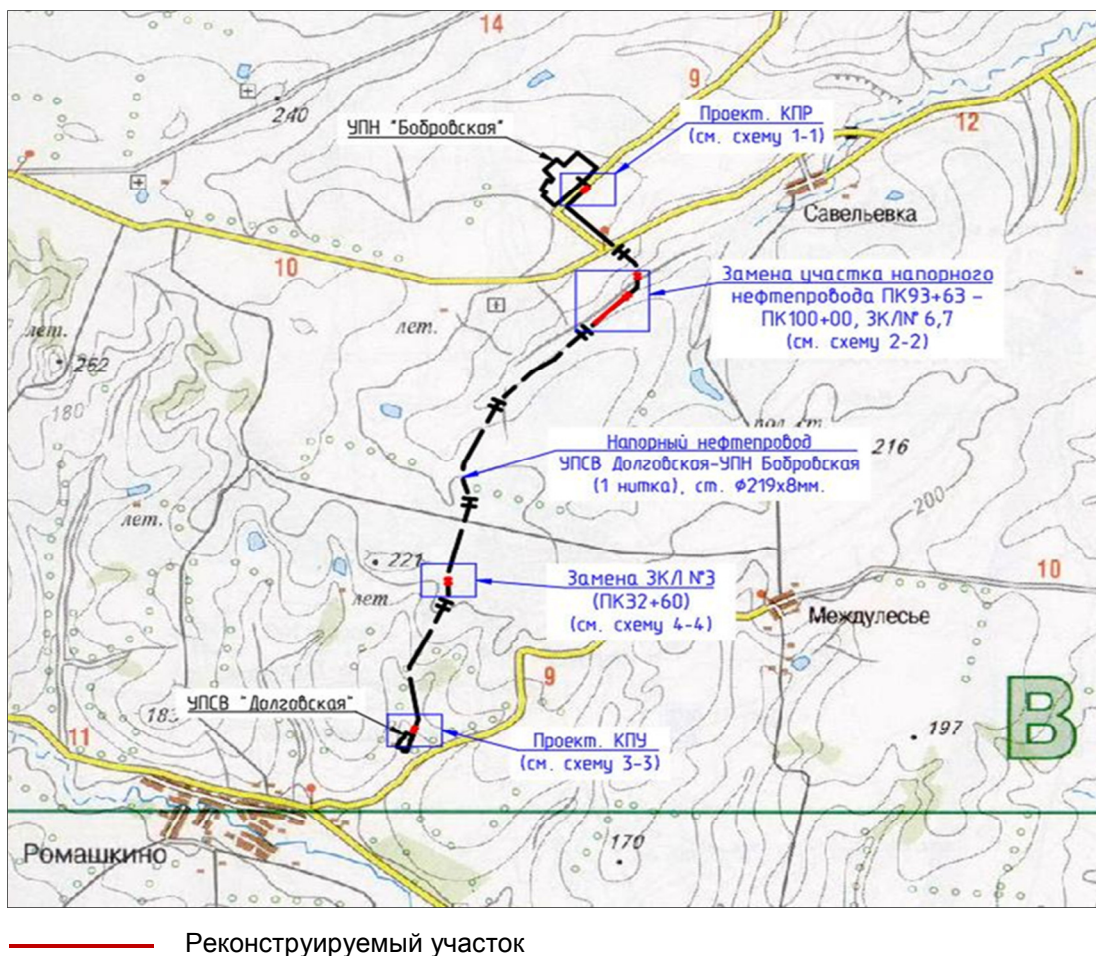 14
9
240
УПН "Бобровская"
Проект. КПР
(см. схему 1-1)
12
Савельевка
10
Замена участка напорного
нефтепровода ПК93+63 –
ПК100+00, ЗК/№ 6,7
(см. схему 2-2)
лет.
лет.
262
180
216
Напорный нефтепровод
УПСВ Долговская-УПН Бобровская
(1 нитка), ст. ø219х8мм.
200
лет.
221
лет.
Замена ЗКЛ №3
(ПК32+60)
(см. схему 4-4)
10
Междулесье
9
УПСВ "Долговская"
Проект. КПУ
(см. схему 3-3)
11
197
В
Ромашкино
170
Реконструируемый участок